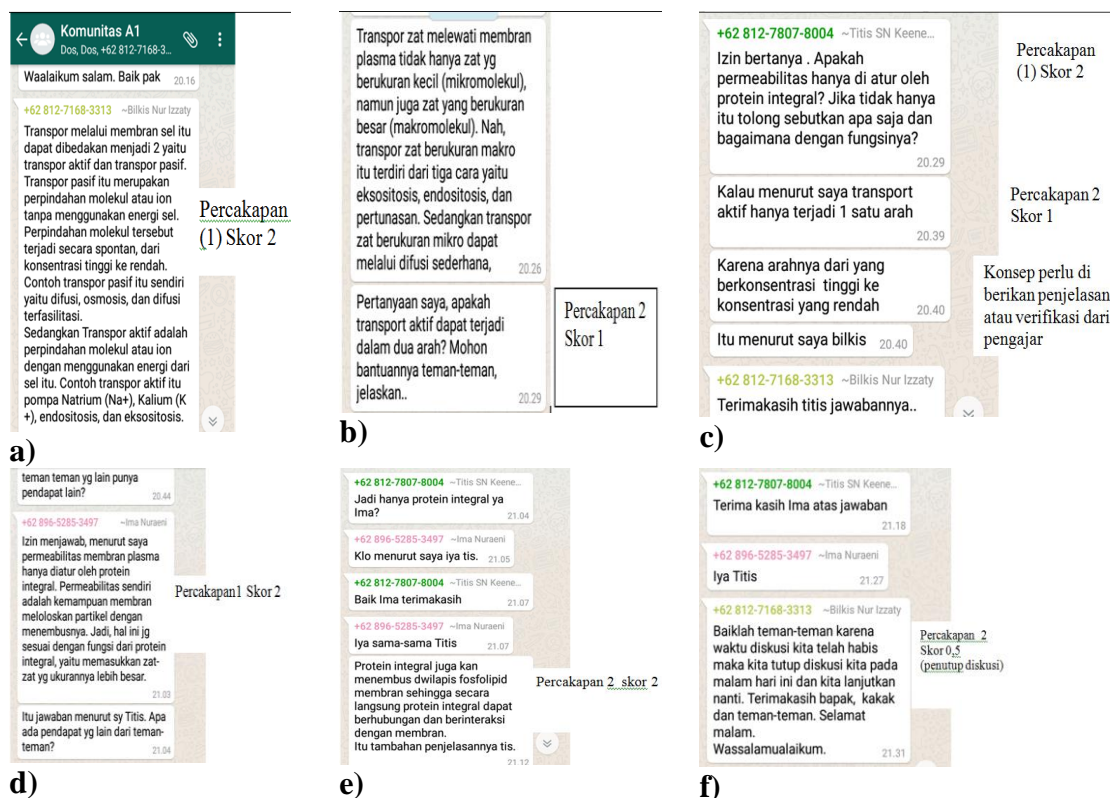 Komunitas A1
Dos, Dos, +62 812-7168-3...
Waalaikum salam. Baik pak 20.16
+62 812-7168-3313 ~Bilkis Nur Izzaty
Transpor melalui membran sel itu
dapat dibedakan menjadi 2 yaitu
transpor aktif dan transpor pasif.
Transpor pasif itu merupakan
perpindahan molekul atau ion
tanpa menggunakan energi sel.
Perpindahan molekul tersebut
terjadi secara spontan, dari
konsentrasi tinggi ke rendah.
Contoh transpor pasif itu sendiri
yaitu difusi, osmosis, dan difusi
terfasilitasi.
Sedangkan Transpor aktif adalah
perpindahan molekul atau ion
dengan menggunakan energi dari
sel itu. Contoh transpor aktif itu
pompa Natrium (Na+), Kalium (K
+), endositosis, dan eksositosis.
Percakapan
(1) Skor 2
a)
Transpor zat melewati membran
plasma tidak hanya zat yg
berukuran kecil (mikromolekul),
namun juga zat yang berukuran
besar (makromolekul). Nah,
transpor zat berukuran makro
itu terdiri dari tiga cara yaitu
eksositosis, endositosis, dan
pertunasan. Sedangkan transpor
zat berukuran mikro dapat
melalui difusi sederhana, 20.26
Pertanyaan saya, apakah
transport aktif dapat terjadi
dalam dua arah? Mohon
bantuannya teman-teman,
jelaskan.. 20.29
Percakapan 2
Skor 1
b)
+62 812-7807-8004 ~Titis SN Keene...
Izin bertanya . Apakah
permeabilitas hanya di atur oleh
protein integral? Jika tidak hanya
itu tolong sebutkan apa saja dan
bagaimana dengan fungsinya?
20.29
Kalau menurut saya transport
aktif hanya terjadi 1 satu arah
20.39
Karena arahnya dari yang
berkonsentrasi tinggi ke
konsentrasi yang rendah 20.40
Itu menurut saya bilkis 20.40
+62 812-7168-3313 ~Bilkis Nur Izzaty
Terimakasih titis jawabannya..
Percakapan
(1) Skor 2
Percakapan 2
Skor 1
Konsep perlu di
berikan penjelasan
atau verifikasi dari
pengajar
c)
teman teman yg lain punya
pendapat lain? 20.44
+62 896-5285-3497 ~Ima Nuraeni
Izin menjawab, menurut saya
permeabilitas membran plasma
hanya diatur oleh protein
integral. Permeabilitas sendiri
adalah kemampuan membran
meloloskan partikel dengan
menembusnya. Jadi, hal ini jg
sesuai dengan fungsi dari protein
integral, yaitu memasukkan zat-
zat yg ukurannya lebih besar.
21.03
Itu jawaban menurut sy Titis. Apa
ada pendapat yg lain dari teman-
teman? 21.04
Percakapan1 Skor 2
d)
+62 812-7807-8004 ~Titis SN Keene...
Jadi hanya protein integral ya
Ima? 21.04
+62 896-5285-3497 ~Ima Nuraeni
Klo menurut saya iya tis. 21.05
+62 812-7807-8004 ~Titis SN Keene...
Baik Ima terimakasih 21.07
+62 896-5285-3497 ~Ima Nuraeni
Iya sama-sama Titis 21.07
Protein integral juga kan
menembus dwilapis fosfolipid
membran sehingga secara
langsung protein integral dapat
berhubungan dan berinteraksi
dengan membran.
Itu tambahan penjelasannya tis.
21.12
Percakapan 2 skor 2
e)
+62 812-7807-8004 ~Titis SN Keene...
Terima kasih Ima atas jawaban
21.18
+62 896-5285-3497 ~Ima Nuraeni
Iya Titis 21.27
+62 812-7168-3313 ~Bilkis Nur Izzaty
Baiklah teman-teman karena
waktu diskusi kita telah habis
maka kita tutup diskusi kita pada
malam hari ini dan kita lanjutkan
nanti. Terimakasih bapak, kakak
dan teman-teman. Selamat
malam.
Wassalamualaikum. 21.31
Percakapan 2
Skor 0,5
(penutup diskusi)
f)